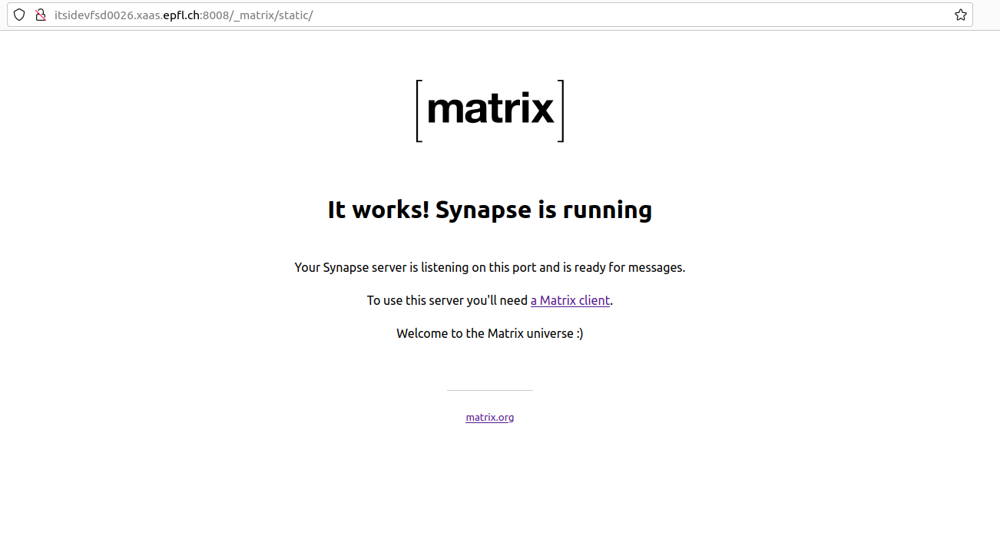 itsidevfsd0026.xaas.epfl.ch:8008/_matrix/static/
[matrix]
It works! Synapse is running
Your Synapse server is listening on this port and is ready for messages.
To use this server you'll need a Matrix client.
Welcome to the Matrix universe :)
matrix.org